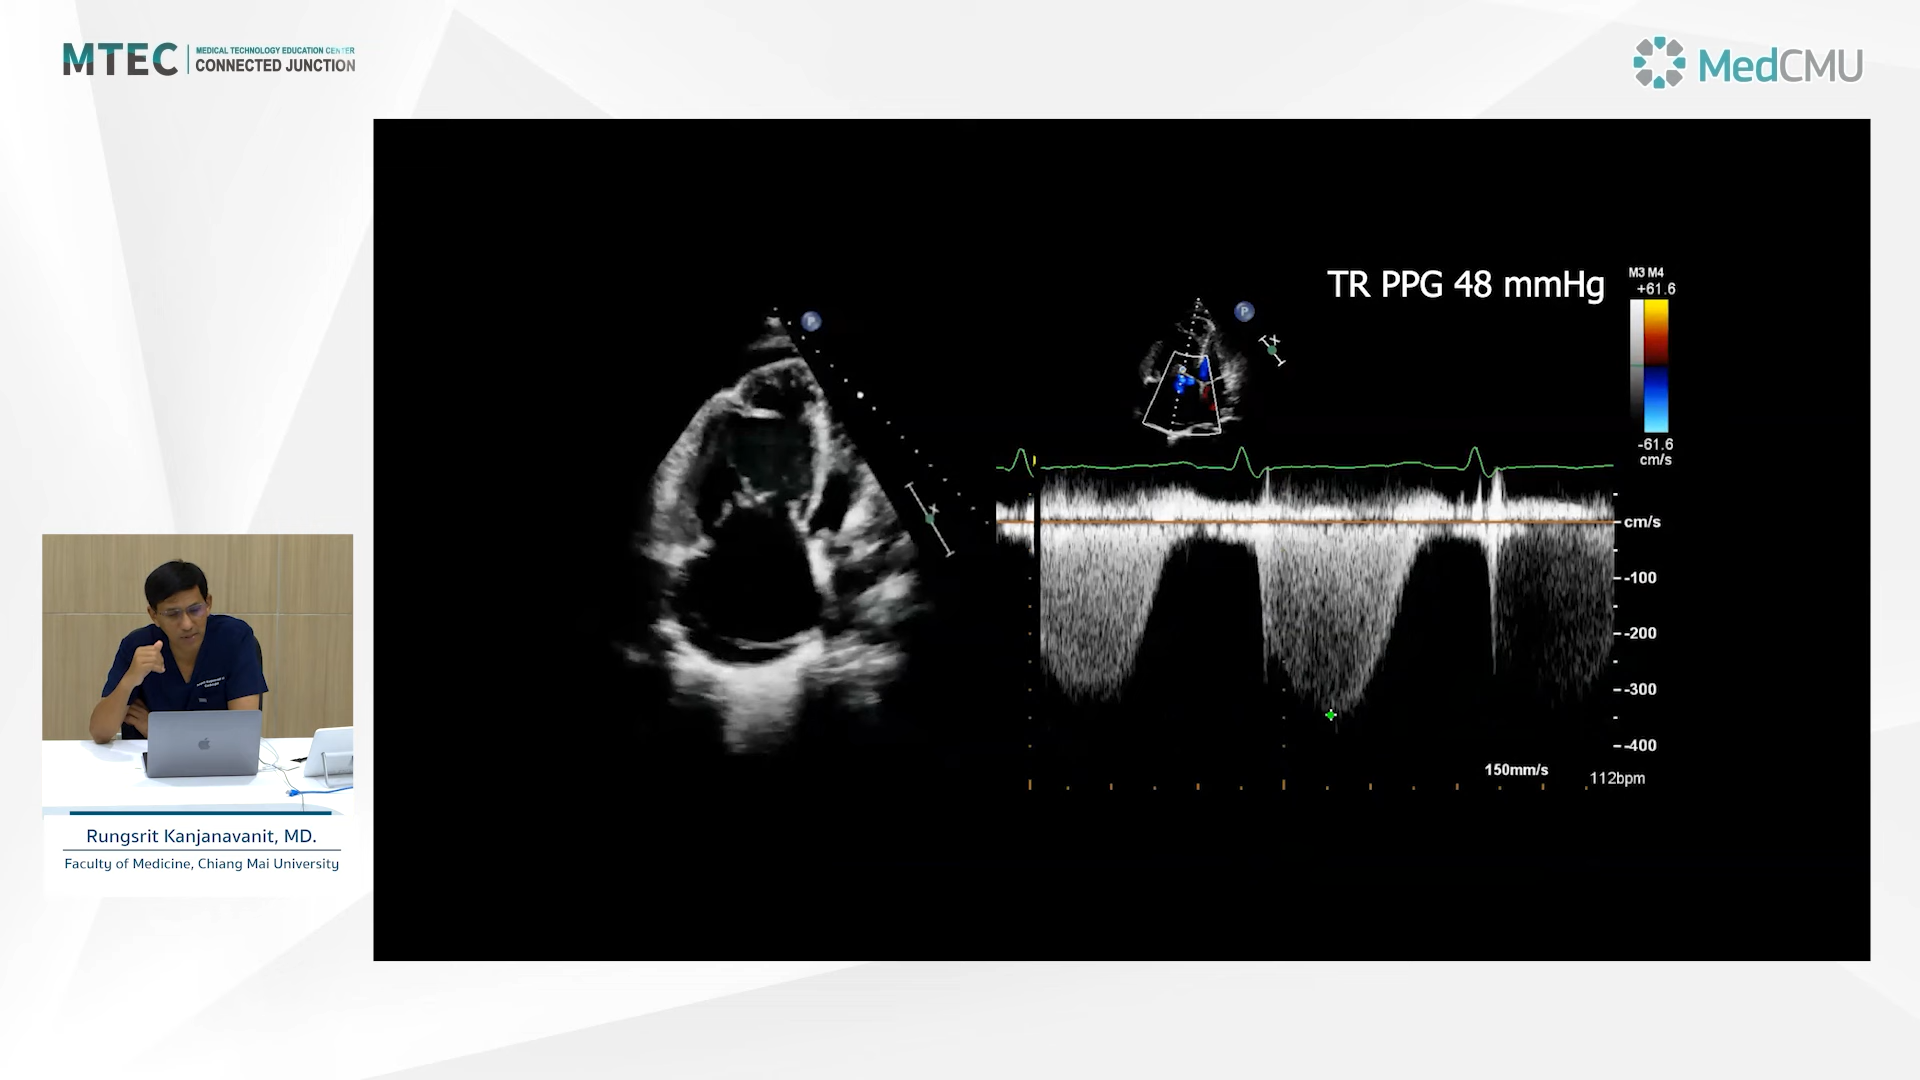 MTEC
MEDICAL TECHNOLOGY EDUCATION CENTER
CONNECTED JUNCTION
MedCMU
TR PPG 48 mmHg
M3 M4
+61.6
-61.6
cm/s
P
P
x
x
cm/s
-100
-200
-300
-400
150mm/s
112bpm
Rungsrit Kanjanavanit, MD.
Faculty of Medicine, Chiang Mai University